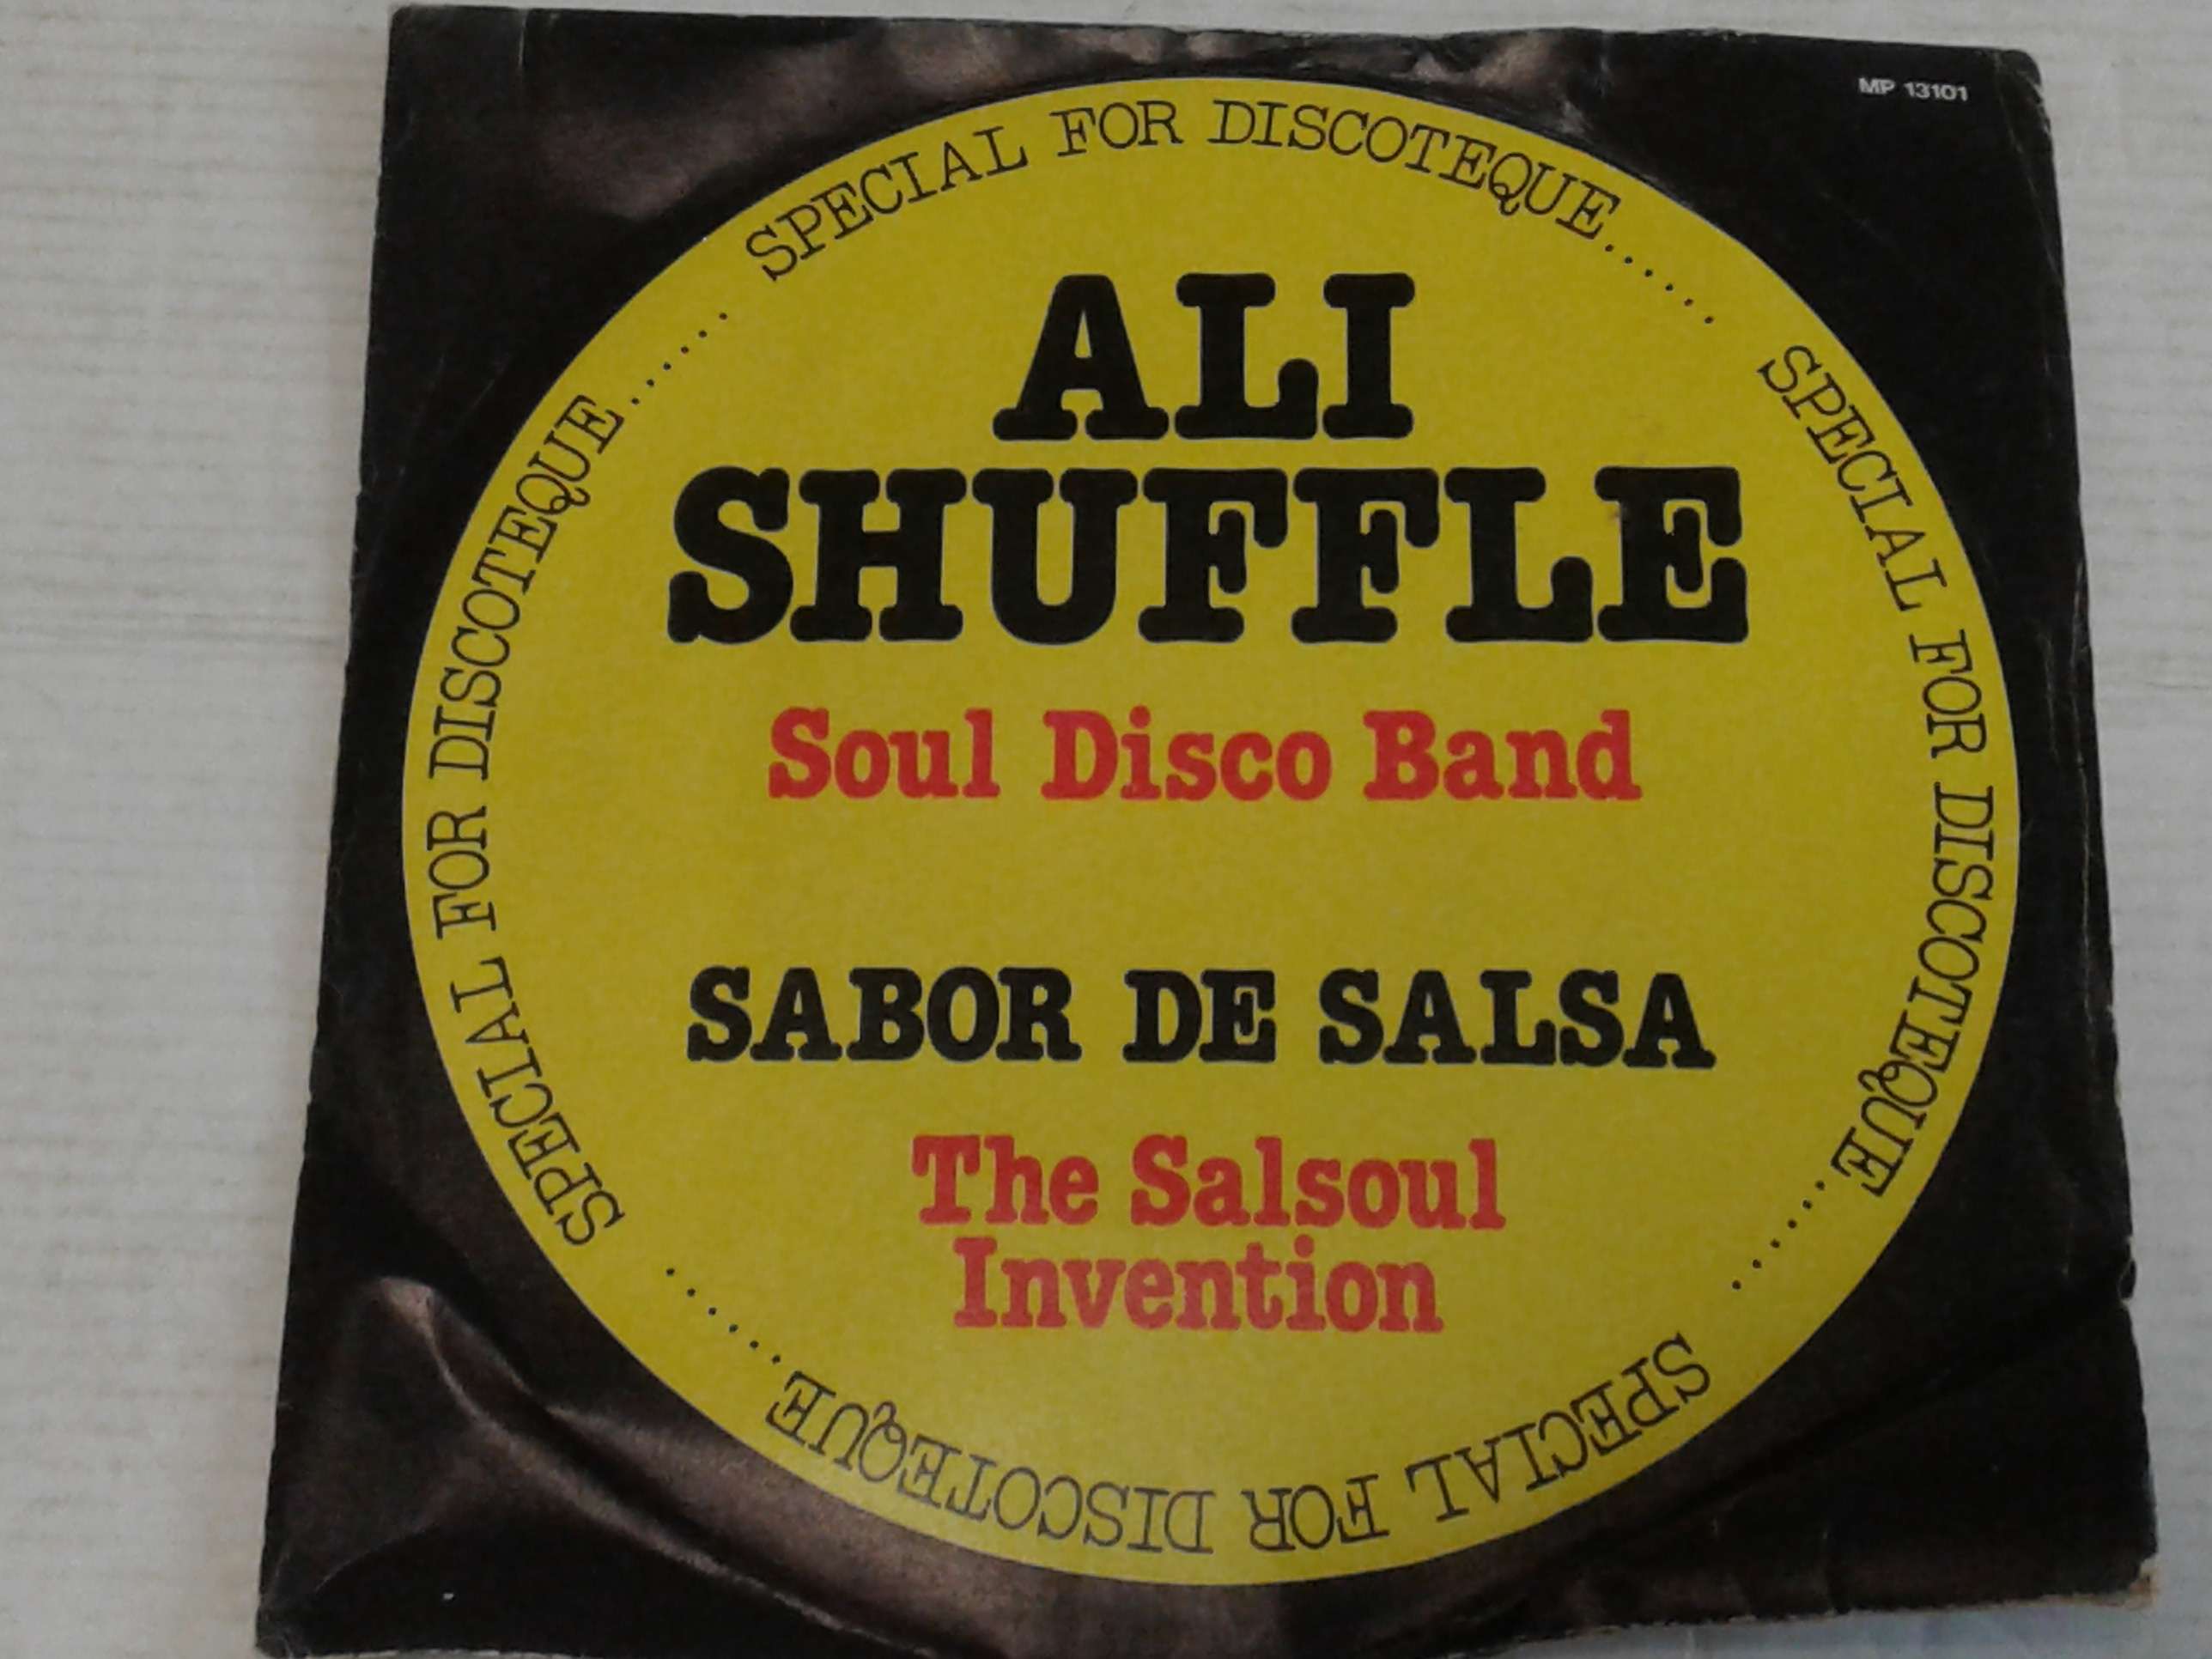 MP 13101
SPECIAL FOR DISCOTEQUE......
SPECIAL FOR DISCOTEQUE......
SPECIAL FOR DISCOTEQUE......
SPECIAL FOR DISCOTEQUE......
ALI
SHUFFLE
Soul Disco Band
SABOR DE SALSA
The Salsoul
Invention